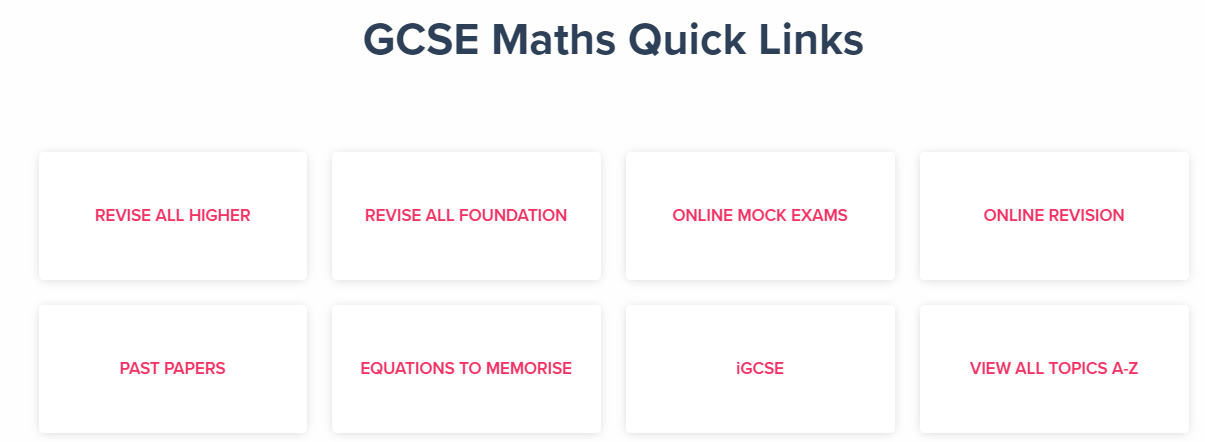 GCSE Maths Quick Links
REVISE ALL HIGHER
REVISE ALL FOUNDATION
ONLINE MOCK EXAMS
ONLINE REVISION
PAST PAPERS
EQUATIONS TO MEMORISE
iGCSE
VIEW ALL TOPICS A-Z